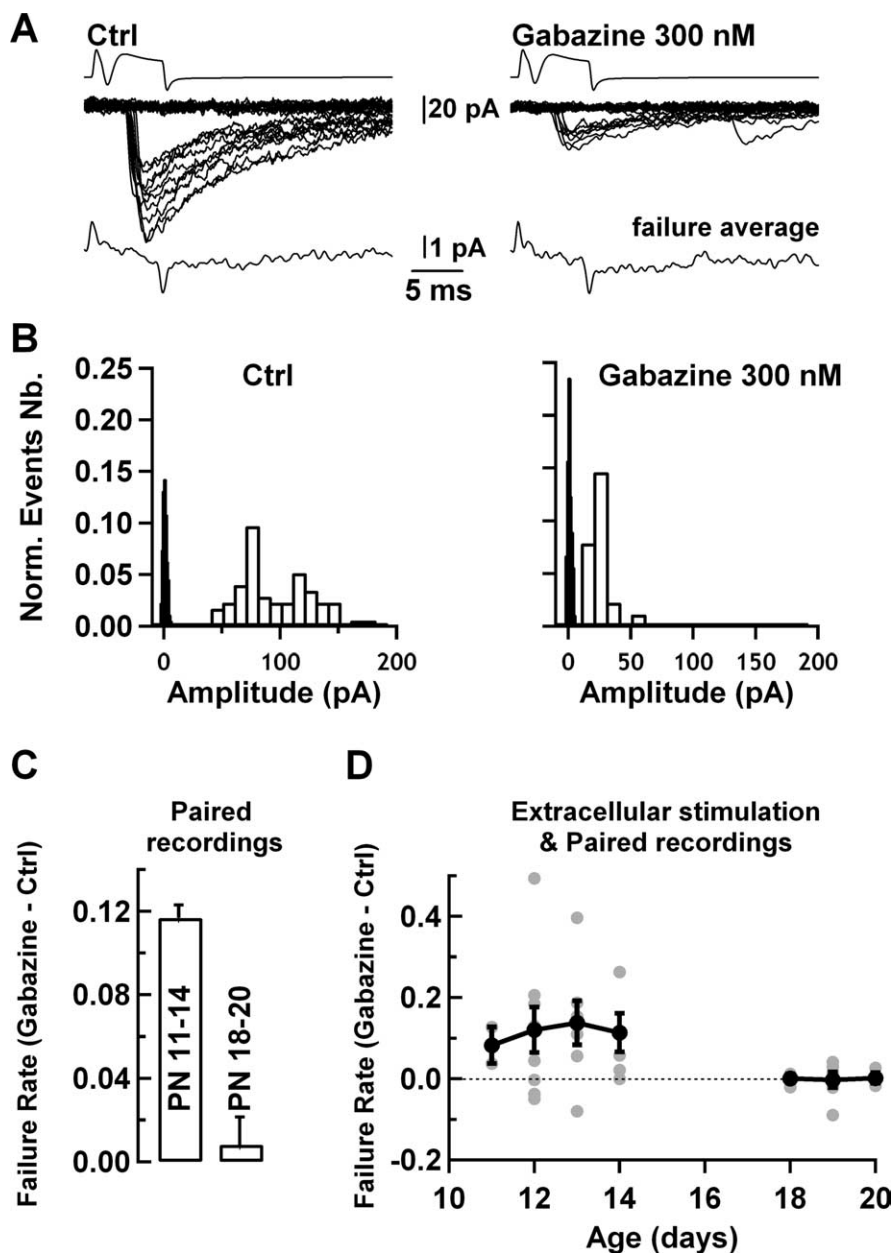 A
Ctrl
Gabazine 300 nM
20 pA
failure average
1 pA
5 ms
B
Ctrl
Gabazine 300 nM
Norm. Events Nb.
0.25
0.20
0.15
0.10
0.05
0.00
0 100 200
Amplitude (pA)
0 50 100 150 200
Amplitude (pA)
C
Paired
recordings
Failure Rate (Gabazine - Ctrl)
0.12
0.08
0.04
0.00
PN 11-14
PN 18-20
D
Extracellular stimulation
& Paired recordings
Failure Rate (Gabazine - Ctrl)
0.4
0.2
0.0
-0.2
10 12 14 16 18 20
Age (days)